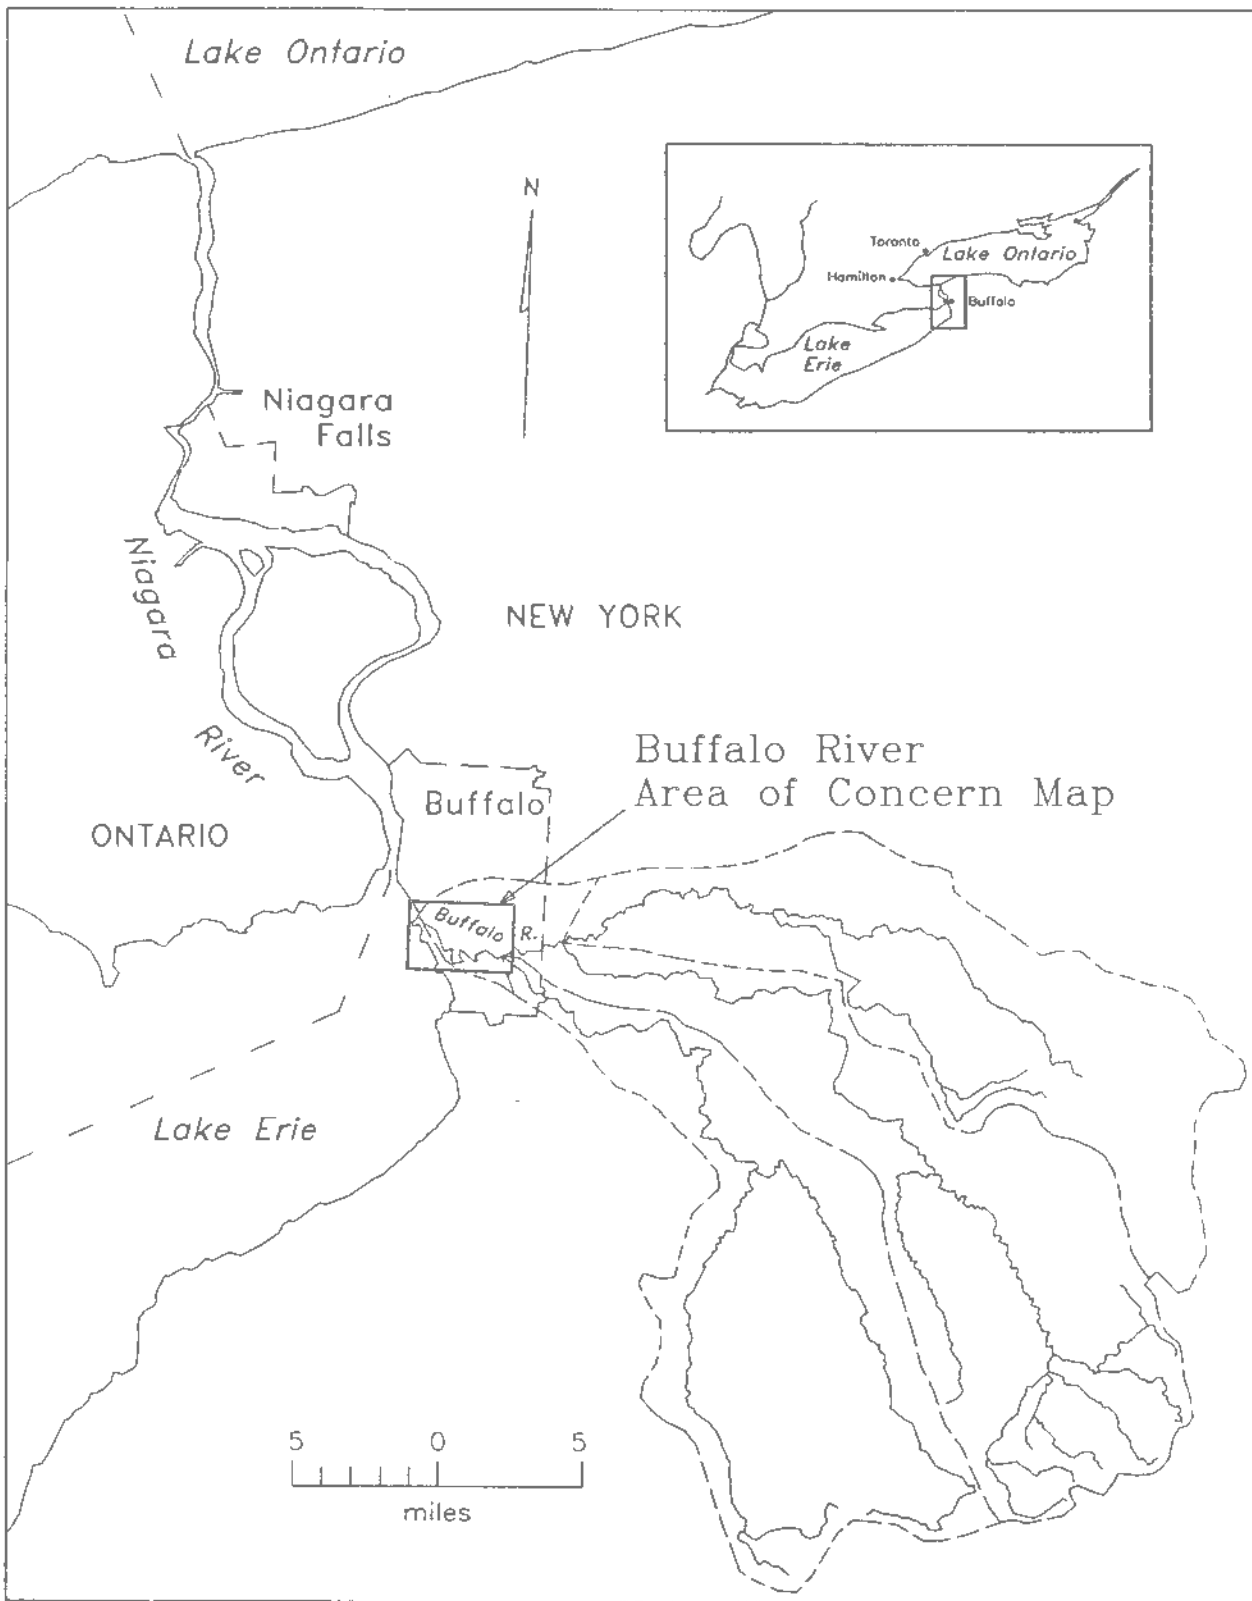 Lake Ontario
N
Toronto
Lake Ontario
Hamilton
Buffalo
Lake
Erie
Niagara
Falls
Niagara
River
NEW YORK
Buffalo River
Area of Concern Map
Buffalo
ONTARIO
Buffalo R.
Lake Erie
5 0 5
miles